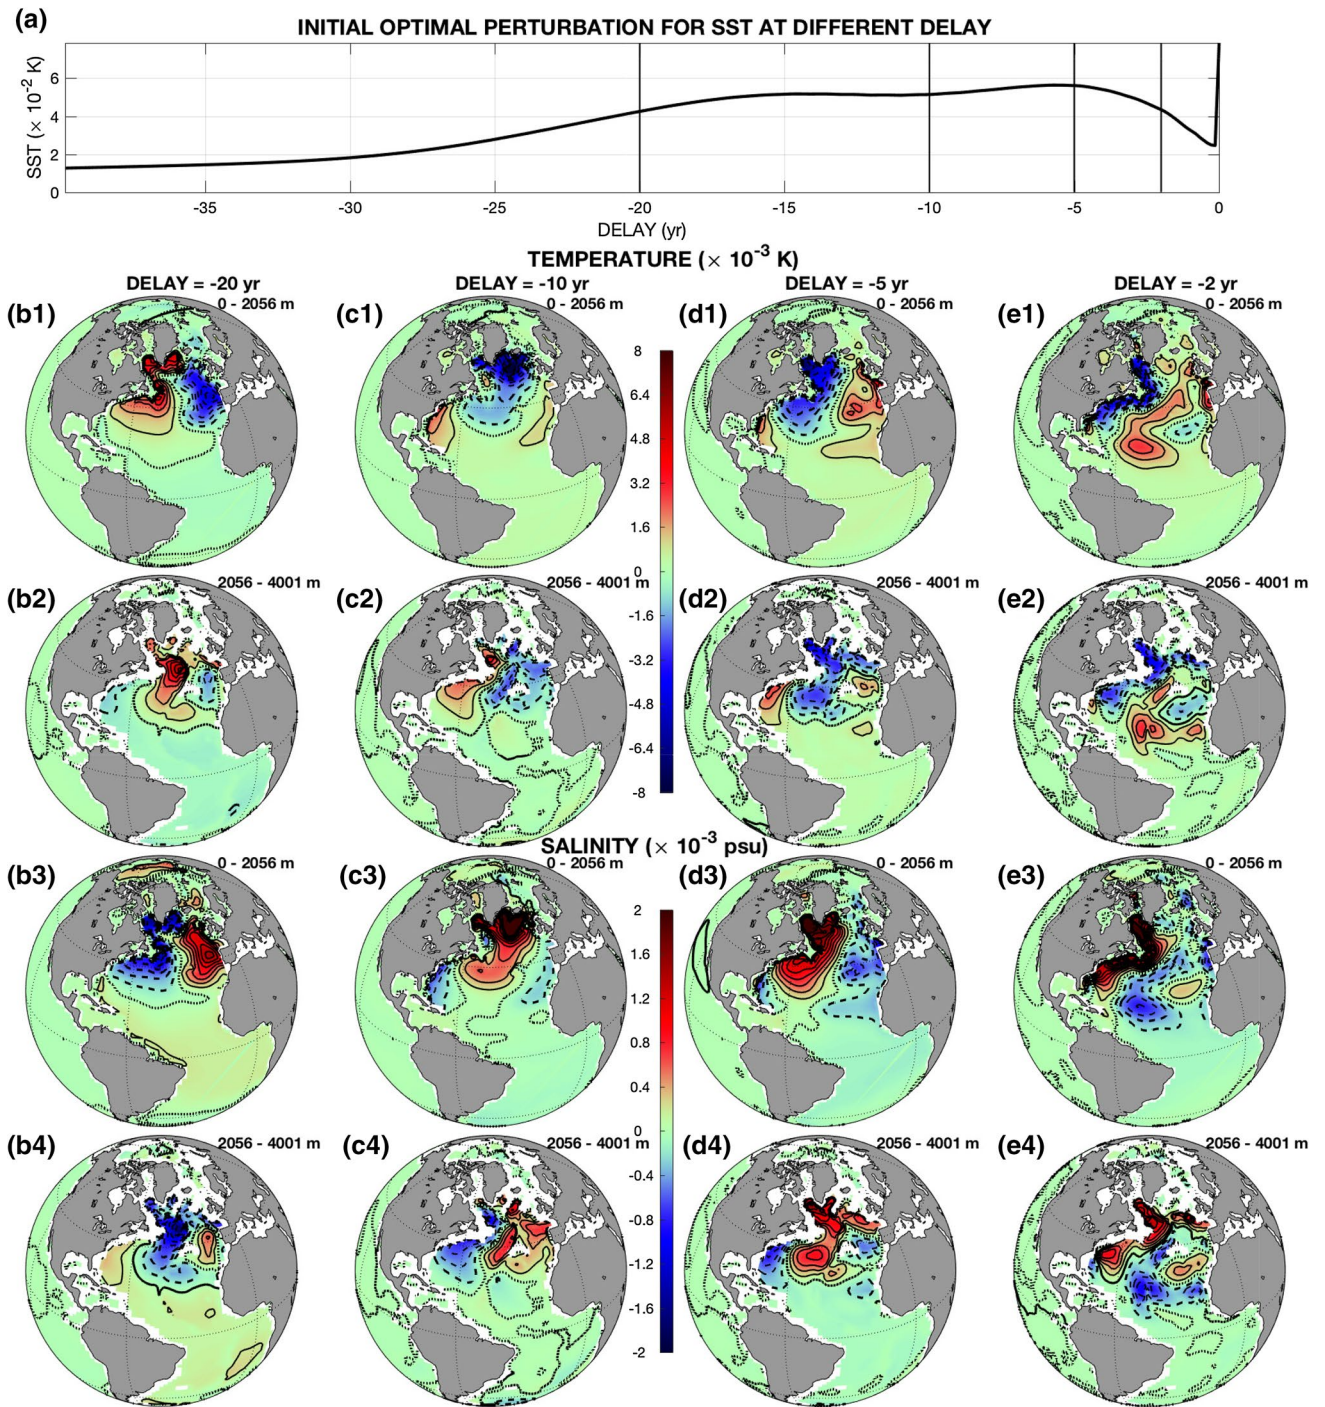 (a)
INITIAL OPTIMAL PERTURBATION FOR SST AT DIFFERENT DELAY
SST (× 10⁻² K)
6
4
2
0
-35 -30 -25 -20 -15 -10 -5 0
DELAY (yr)
TEMPERATURE (× 10⁻³ K)
DELAY = -20 yr DELAY = -10 yr DELAY = -5 yr DELAY = -2 yr
(b1) 0 - 2056 m (c1) 0 - 2056 m (d1) 0 - 2056 m (e1) 0 - 2056 m
8
6.4
4.8
3.2
1.6
0
(b2) 2056 - 4001 m (c2) 2056 - 4001 m (d2) 2056 - 4001 m (e2) 2056 - 4001 m
-1.6
-3.2
-4.8
-6.4
-8
SALINITY (× 10⁻³ psu)
(b3) 0 - 2056 m (c3) 0 - 2056 m (d3) 0 - 2056 m (e3) 0 - 2056 m
2
1.6
1.2
0.8
0.4
0
(b4) 2056 - 4001 m (c4) 2056 - 4001 m (d4) 2056 - 4001 m (e4) 2056 - 4001 m
-0.4
-0.8
-1.2
-1.6
-2